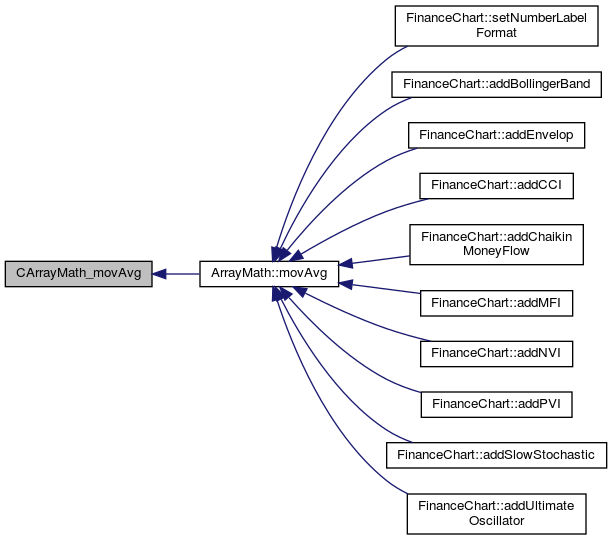 FinanceChart::setNumberLabel
Format
FinanceChart::addBollingerBand
FinanceChart::addEnvelop
FinanceChart::addCCI
FinanceChart::addChaikin
MoneyFlow
CArrayMath_movAvg
ArrayMath::movAvg
FinanceChart::addMFI
FinanceChart::addNVI
FinanceChart::addPVI
FinanceChart::addSlowStochastic
FinanceChart::addUltimate
Oscillator